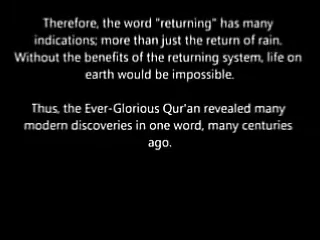 Therefore, the word "returning" has many
indications; more than just the return of rain.
Without the benefits of the returning system, life on
earth would be impossible.
Thus, the Ever-Glorious Qur'an revealed many
modern discoveries in one word, many centuries
ago.